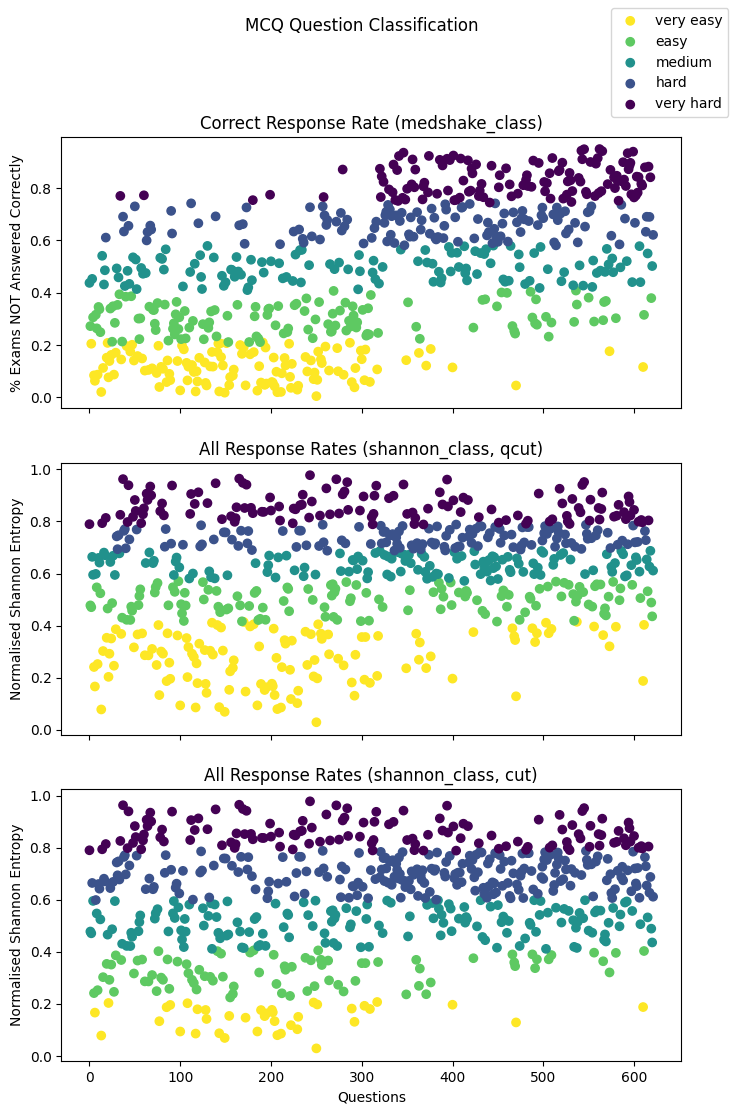 MCQ Question Classification
very easy
easy
medium
hard
very hard
Correct Response Rate (medshake_class)
% Exams NOT Answered Correctly
0.8
0.6
0.4
0.2
0.0
All Response Rates (shannon_class, qcut)
Normalised Shannon Entropy
1.0
0.8
0.6
0.4
0.2
0.0
All Response Rates (shannon_class, cut)
Normalised Shannon Entropy
1.0
0.8
0.6
0.4
0.2
0.0
0 100 200 300 400 500 600
Questions